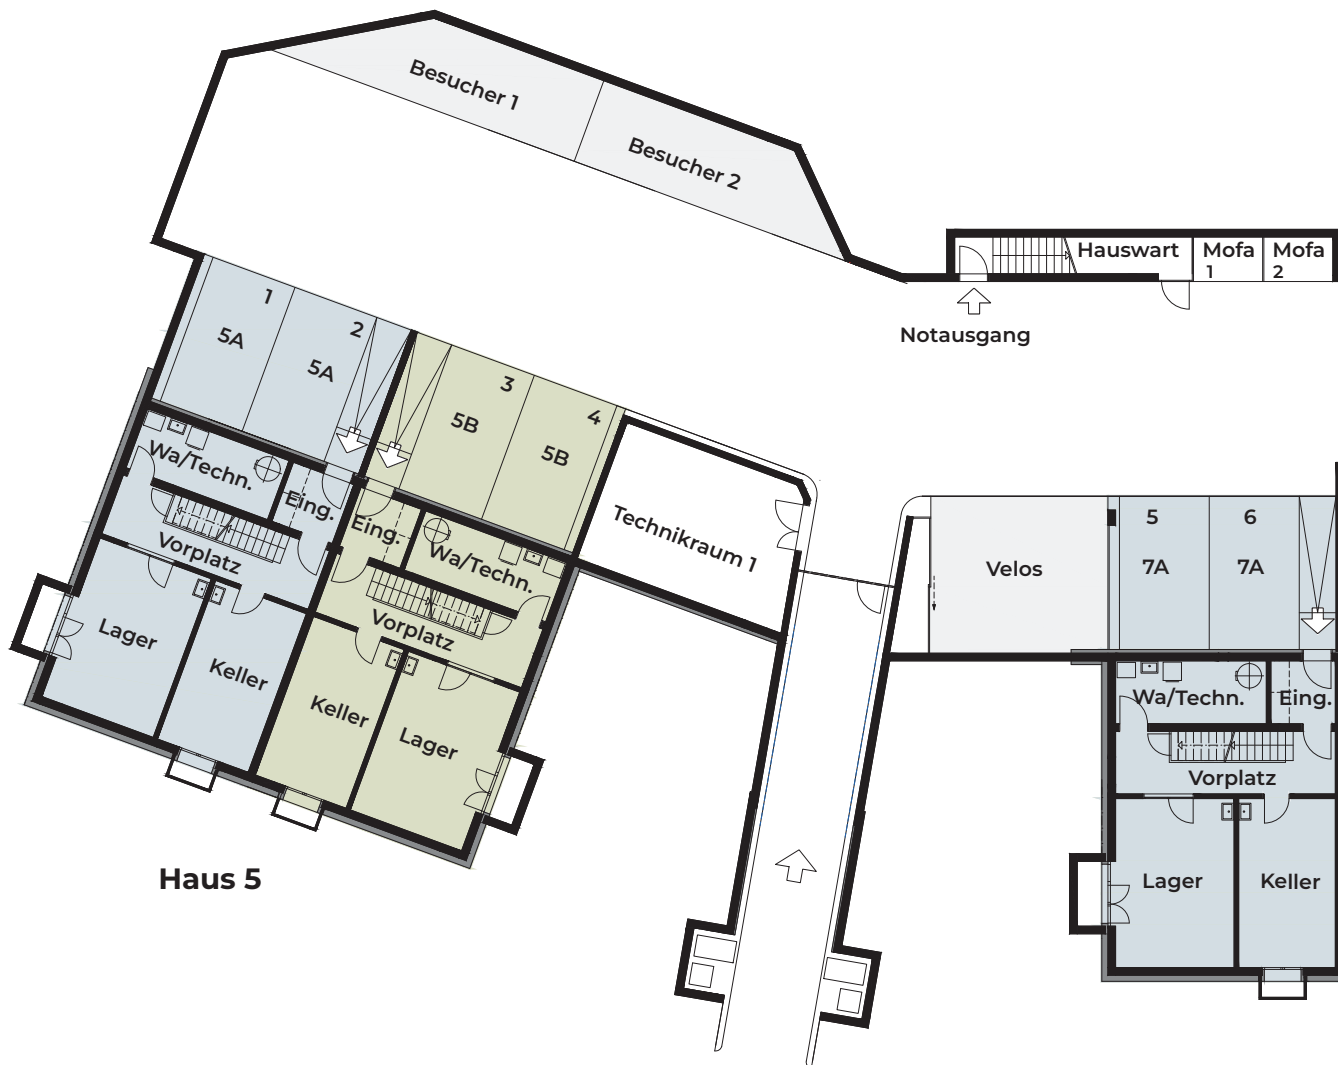 Besucher 1
Besucher 2
Hauswart
Mofa
1
Mofa
2
Notausgang
1
5A
2
5A
3
5B
4
5B
Wa/Techn.
Eing.
Vorplatz
Lager
Keller
Eing.
Wa/Techn.
Vorplatz
Keller
Lager
Technikraum 1
Velos
5
7A
6
7A
Wa/Techn.
Eing.
Vorplatz
Lager
Keller
Haus 5